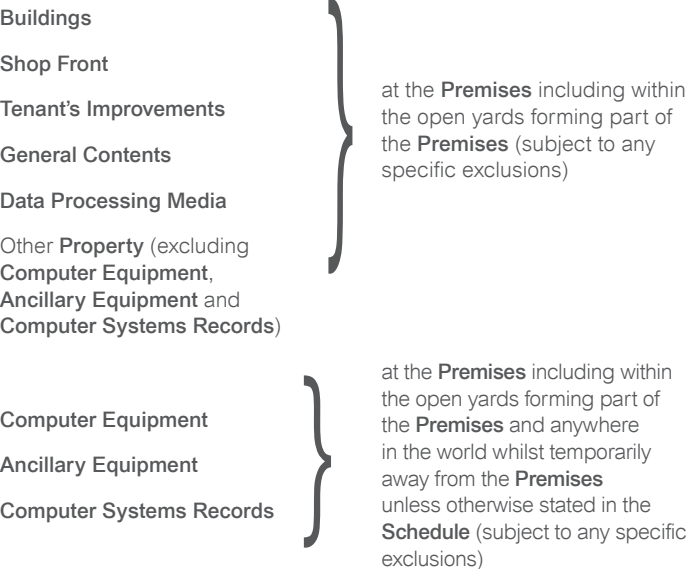 Buildings
Shop Front
Tenant's Improvements
General Contents
Data Processing Media
Other Property (excluding
Computer Equipment,
Ancillary Equipment and
Computer Systems Records)
at the Premises including within
the open yards forming part of
the Premises (subject to any
specific exclusions)
Computer Equipment
Ancillary Equipment
Computer Systems Records
at the Premises including within
the open yards forming part of
the Premises and anywhere
in the world whilst temporarily
away from the Premises
unless otherwise stated in the
Schedule (subject to any specific
exclusions)